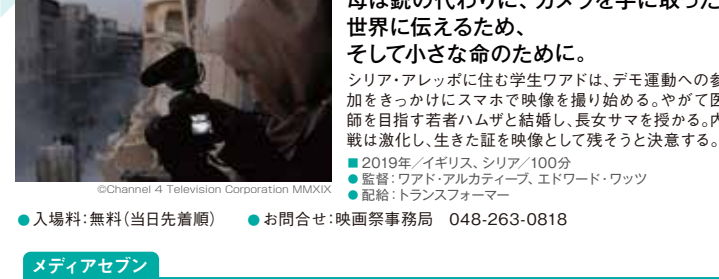 母は銃の代わりに、カメラを手に取った
世界に伝えるため、
そして小さな命のために。
シリア・アレッポに住む学生ワアドは、デモ運動への参
加をきっかけにスマホで映像を撮り始める。やがて医
師を目指す若者ハムザと結婚し、長女サマを授かる。内
戦は激化し、生きた証を映像として残そうと決意する。
■ 2019年／イギリス、シリア／100分
● 監督：ワアド・アルカティーブ、エドワード・ワッツ
● 配給：トランスフォーマー
©Channel 4 Television Corporation MMXIX
● 入場料：無料（当日先着順） ● お問合せ：映画祭事務局 048-263-0818
メディアセブン